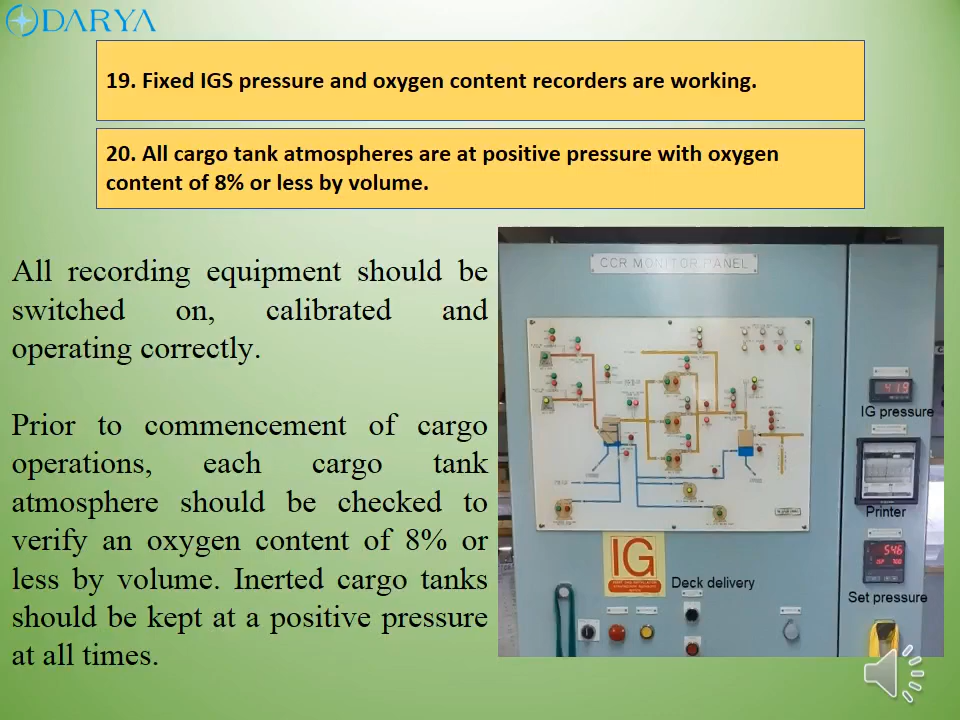 DARYA
19. Fixed IGS pressure and oxygen content recorders are working.
20. All cargo tank atmospheres are at positive pressure with oxygen
content of 8% or less by volume.
All recording equipment should be
switched on, calibrated and
operating correctly.
Prior to commencement of cargo
operations, each cargo tank
atmosphere should be checked to
verify an oxygen content of 8% or
less by volume. Inerted cargo tanks
should be kept at a positive pressure
at all times.
CCR MONITOR PANEL
419
IG pressure
Printer
546
Set pressure
IG
Deck delivery